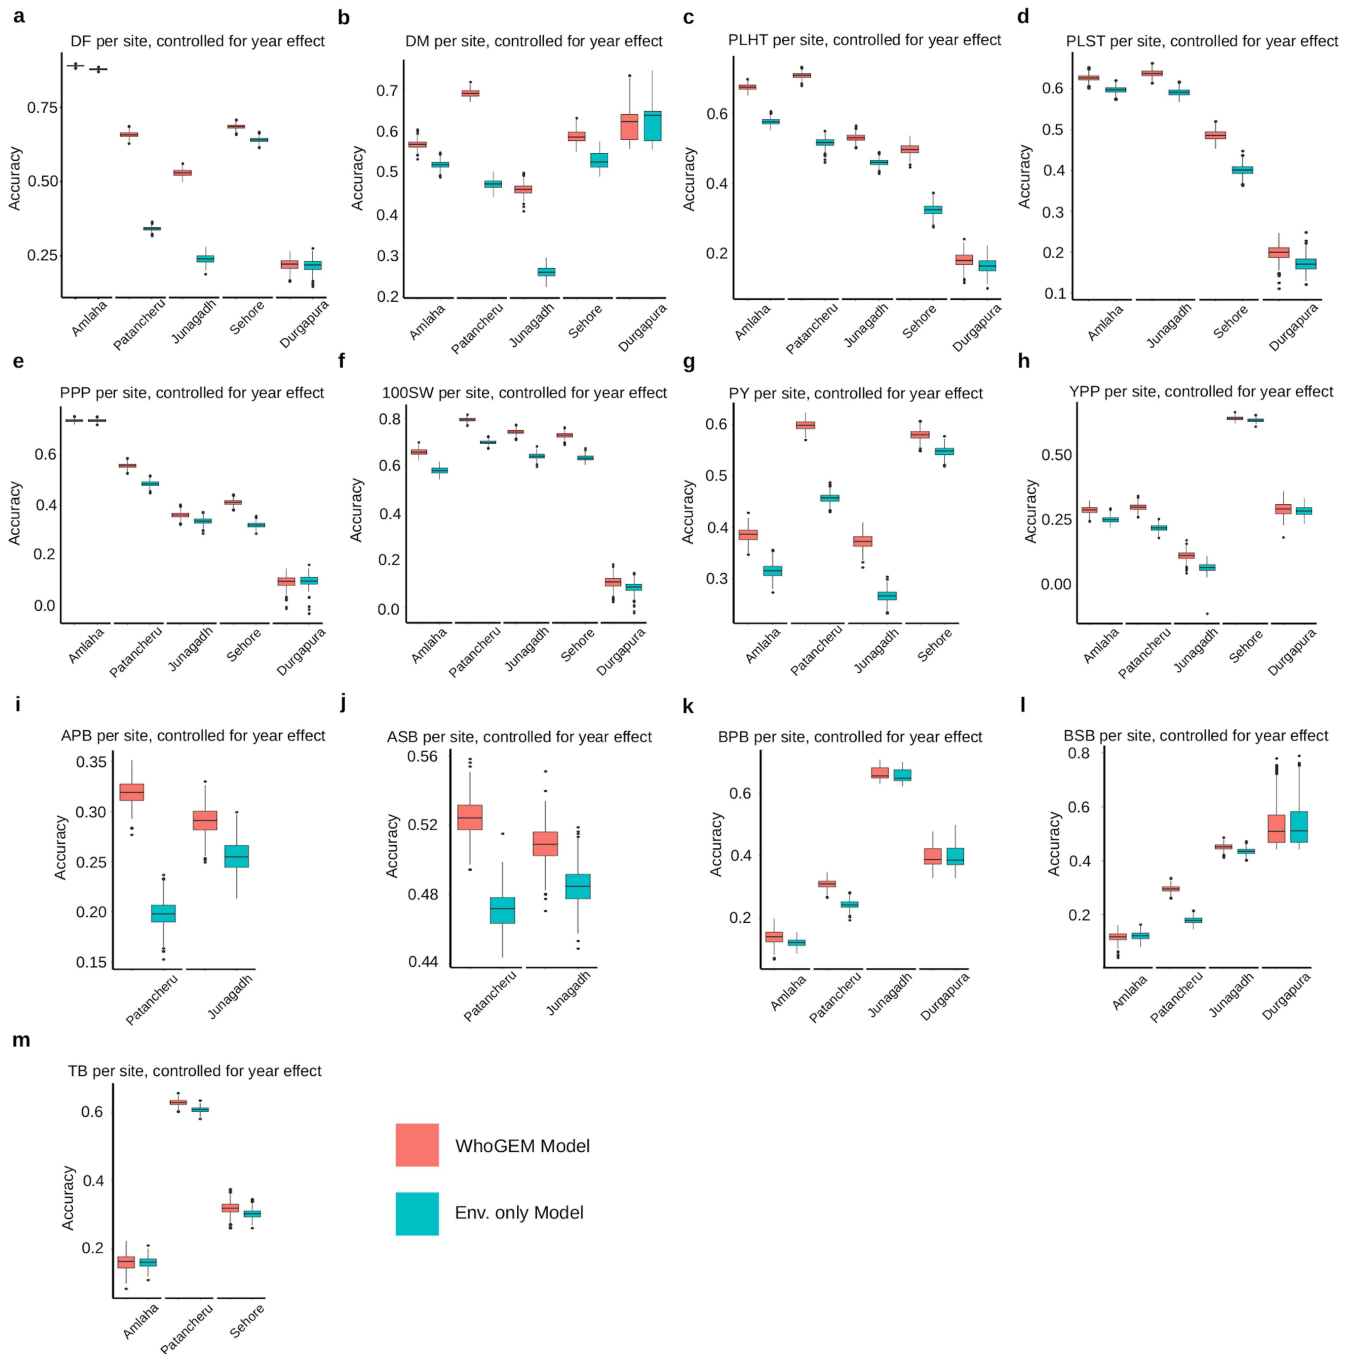 a
DF per site, controlled for year effect
Accuracy
0.75
0.50
0.25
Amlaha
Patancheru
Junagadh
Sehore
Durgapura
b
DM per site, controlled for year effect
Accuracy
0.7
0.6
0.5
0.4
0.3
0.2
Amlaha
Patancheru
Junagadh
Sehore
Durgapura
c
PLHT per site, controlled for year effect
Accuracy
0.6
0.4
0.2
Amlaha
Patancheru
Junagadh
Sehore
Durgapura
d
PLST per site, controlled for year effect
Accuracy
0.6
0.5
0.4
0.3
0.2
0.1
Amlaha
Junagadh
Sehore
Durgapura
e
PPP per site, controlled for year effect
Accuracy
0.6
0.4
0.2
0.0
Amlaha
Patancheru
Junagadh
Sehore
Durgapura
f
100SW per site, controlled for year effect
Accuracy
0.8
0.6
0.4
0.2
0.0
Amlaha
Patancheru
Junagadh
Sehore
Durgapura
g
PY per site, controlled for year effect
Accuracy
0.6
0.5
0.4
0.3
Amlaha
Patancheru
Junagadh
Sehore
h
YPP per site, controlled for year effect
Accuracy
0.50
0.25
0.00
Amlaha
Patancheru
Junagadh
Sehore
Durgapura
i
APB per site, controlled for year effect
Accuracy
0.35
0.30
0.25
0.20
0.15
Patancheru
Junagadh
j
ASB per site, controlled for year effect
Accuracy
0.56
0.52
0.48
0.44
Patancheru
Junagadh
k
BPB per site, controlled for year effect
Accuracy
0.6
0.4
0.2
Amlaha
Patancheru
Junagadh
Durgapura
l
BSB per site, controlled for year effect
Accuracy
0.8
0.6
0.4
0.2
Amlaha
Patancheru
Junagadh
Durgapura
m
TB per site, controlled for year effect
Accuracy
0.6
0.4
0.2
Amlaha
Patancheru
Sehore
WhoGEM Model
Env. only Model